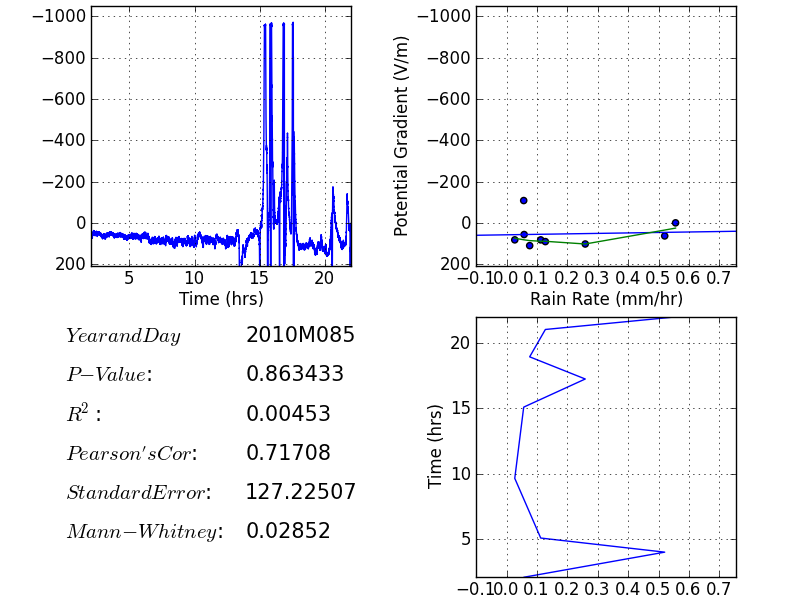 −1000
−800
−600
−400
−200
0
200
5 10 15 20
Time (hrs)
Potential Gradient (V/m)
−1000
−800
−600
−400
−200
0
200
−0.1 0.0 0.1 0.2 0.3 0.4 0.5 0.6 0.7
Rain Rate (mm/hr)
YearandDay 2010M085
P−Value: 0.863433
R² : 0.00453
Pearson'sCor: 0.71708
StandardError: 127.22507
Mann−Whitney: 0.02852
Time (hrs)
20
15
10
5
−0.1 0.0 0.1 0.2 0.3 0.4 0.5 0.6 0.7